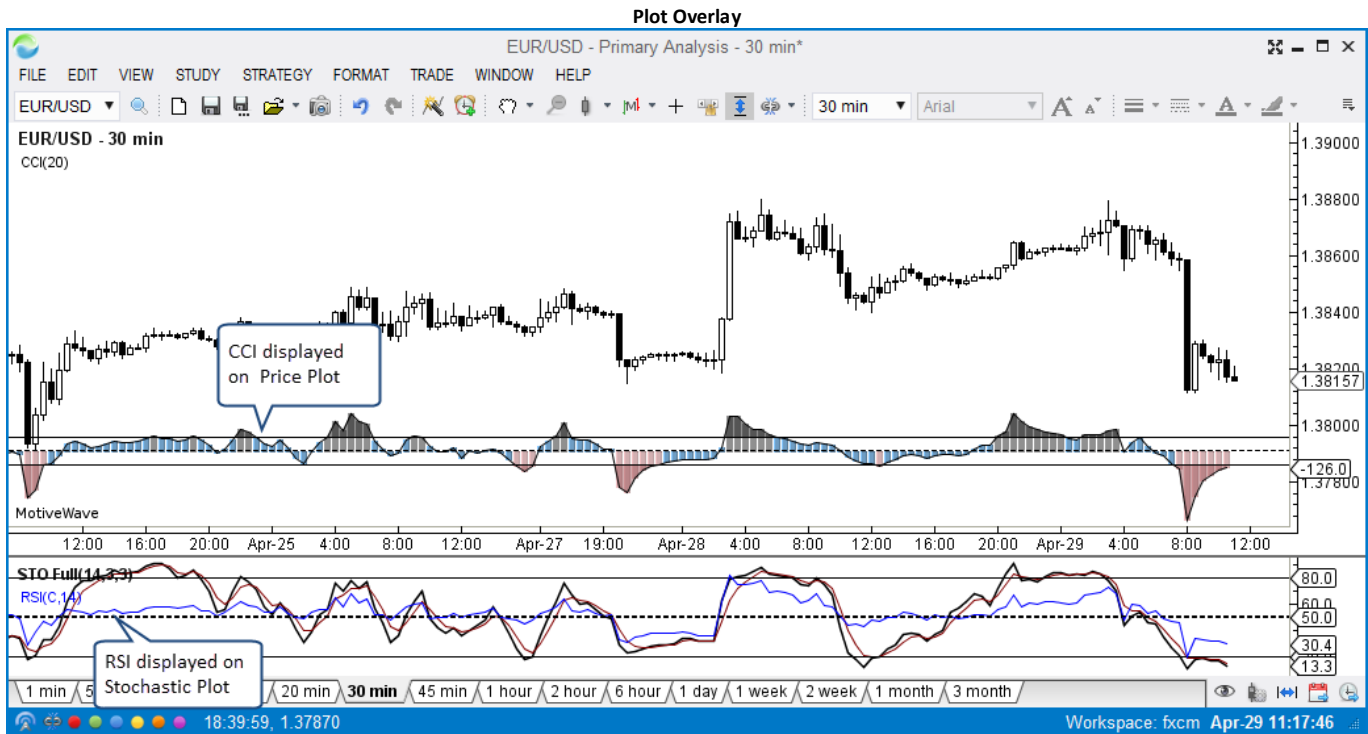 Plot Overlay
EUR/USD - Primary Analysis - 30 min*
FILE EDIT VIEW STUDY STRATEGY FORMAT TRADE WINDOW HELP
EUR/USD 30 min Arial A A A
EUR/USD - 30 min
CCI(20)
1.39000
1.38800
1.38600
1.38400
1.38200
1.38157
CCI displayed
on Price Plot
1.38000
-126.0
1.37800
MotiveWave
12:00 16:00 20:00 Apr-25 4:00 8:00 12:00 Apr-27 19:00 Apr-28 4:00 8:00 12:00 16:00 20:00 Apr-29 4:00 8:00 12:00
STO Full(14,3,3)
RSI(C,14)
80.0
60.0
50.0
30.4
13.3
RSI displayed on
Stochastic Plot
1 min 5 20 min 30 min 45 min 1 hour 2 hour 6 hour 1 day 1 week 2 week 1 month 3 month
18:39:59, 1.37870 Workspace: fxcm Apr-29 11:17:46